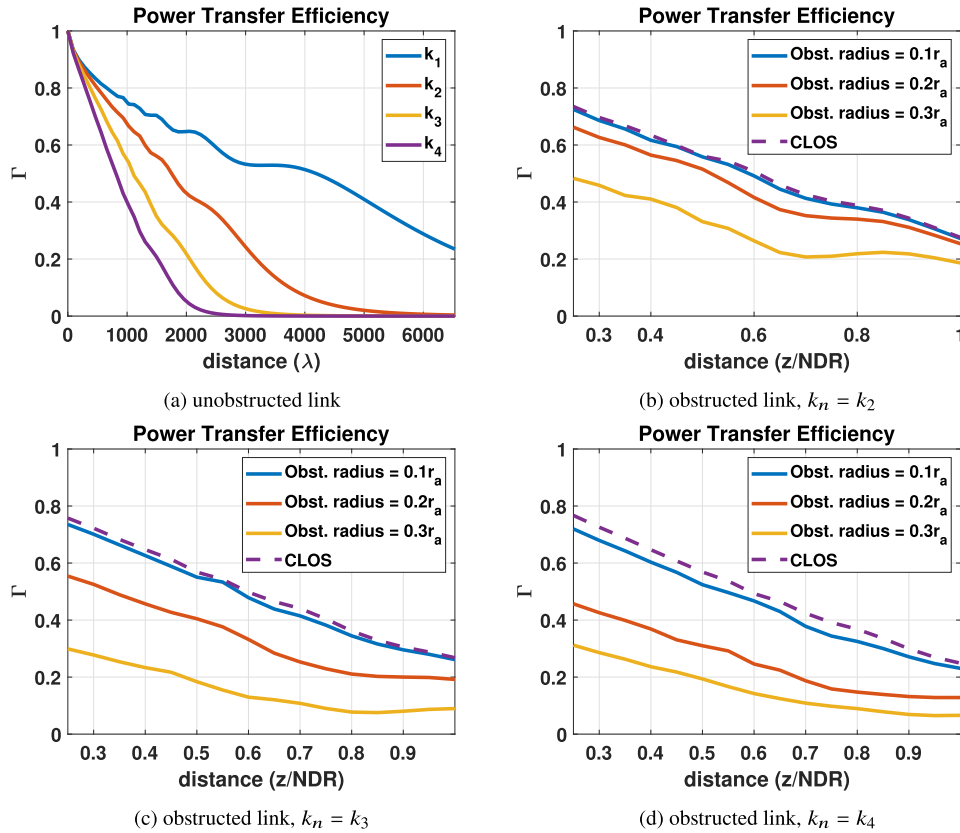 Power Transfer Efficiency
1
0.8
0.6
0.4
0.2
0
Γ
k1
k2
k3
k4
0 1000 2000 3000 4000 5000 6000
distance (λ)
(a) unobstructed link
Power Transfer Efficiency
1
0.8
0.6
0.4
0.2
0
Γ
Obst. radius = 0.1ra
Obst. radius = 0.2ra
Obst. radius = 0.3ra
CLOS
0.3 0.4 0.6 0.8 1
distance (z/NDR)
(b) obstructed link, kn = k2
Power Transfer Efficiency
1
0.8
0.6
0.4
0.2
0
Γ
Obst. radius = 0.1ra
Obst. radius = 0.2ra
Obst. radius = 0.3ra
CLOS
0.3 0.4 0.5 0.6 0.7 0.8 0.9
distance (z/NDR)
(c) obstructed link, kn = k3
Power Transfer Efficiency
1
0.8
0.6
0.4
0.2
0
Γ
Obst. radius = 0.1ra
Obst. radius = 0.2ra
Obst. radius = 0.3ra
CLOS
0.3 0.4 0.5 0.6 0.7 0.8 0.9
distance (z/NDR)
(d) obstructed link, kn = k4